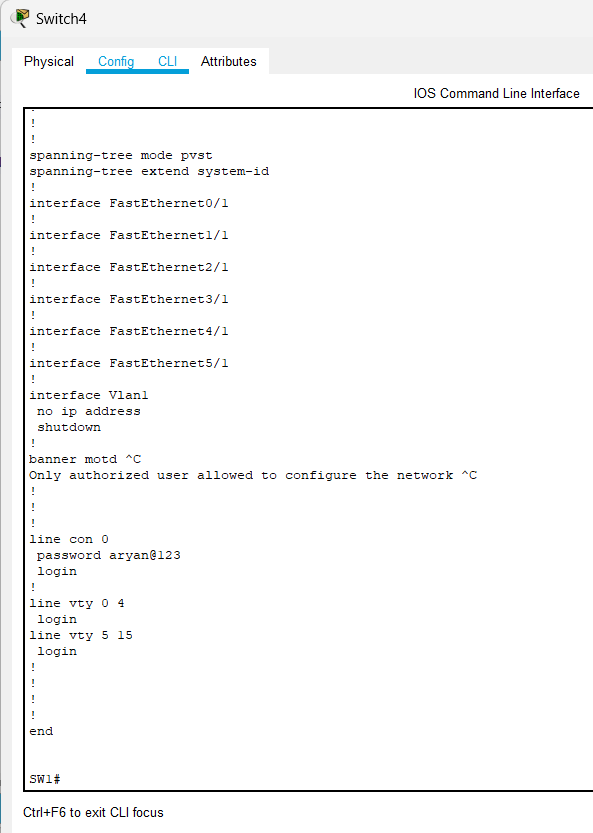 Switch4
Physical Config CLI Attributes
IOS Command Line Interface
!
!
!
spanning-tree mode pvst
spanning-tree extend system-id
!
interface FastEthernet0/1
!
interface FastEthernet1/1
!
interface FastEthernet2/1
!
interface FastEthernet3/1
!
interface FastEthernet4/1
!
interface FastEthernet5/1
!
interface Vlan1
 no ip address
 shutdown
!
banner motd ^C
Only authorized user allowed to configure the network ^C
!
!
!
line con 0
 password aryan@123
 login
!
line vty 0 4
 login
line vty 5 15
 login
!
!
!
!
end
SW1#
Ctrl+F6 to exit CLI focus